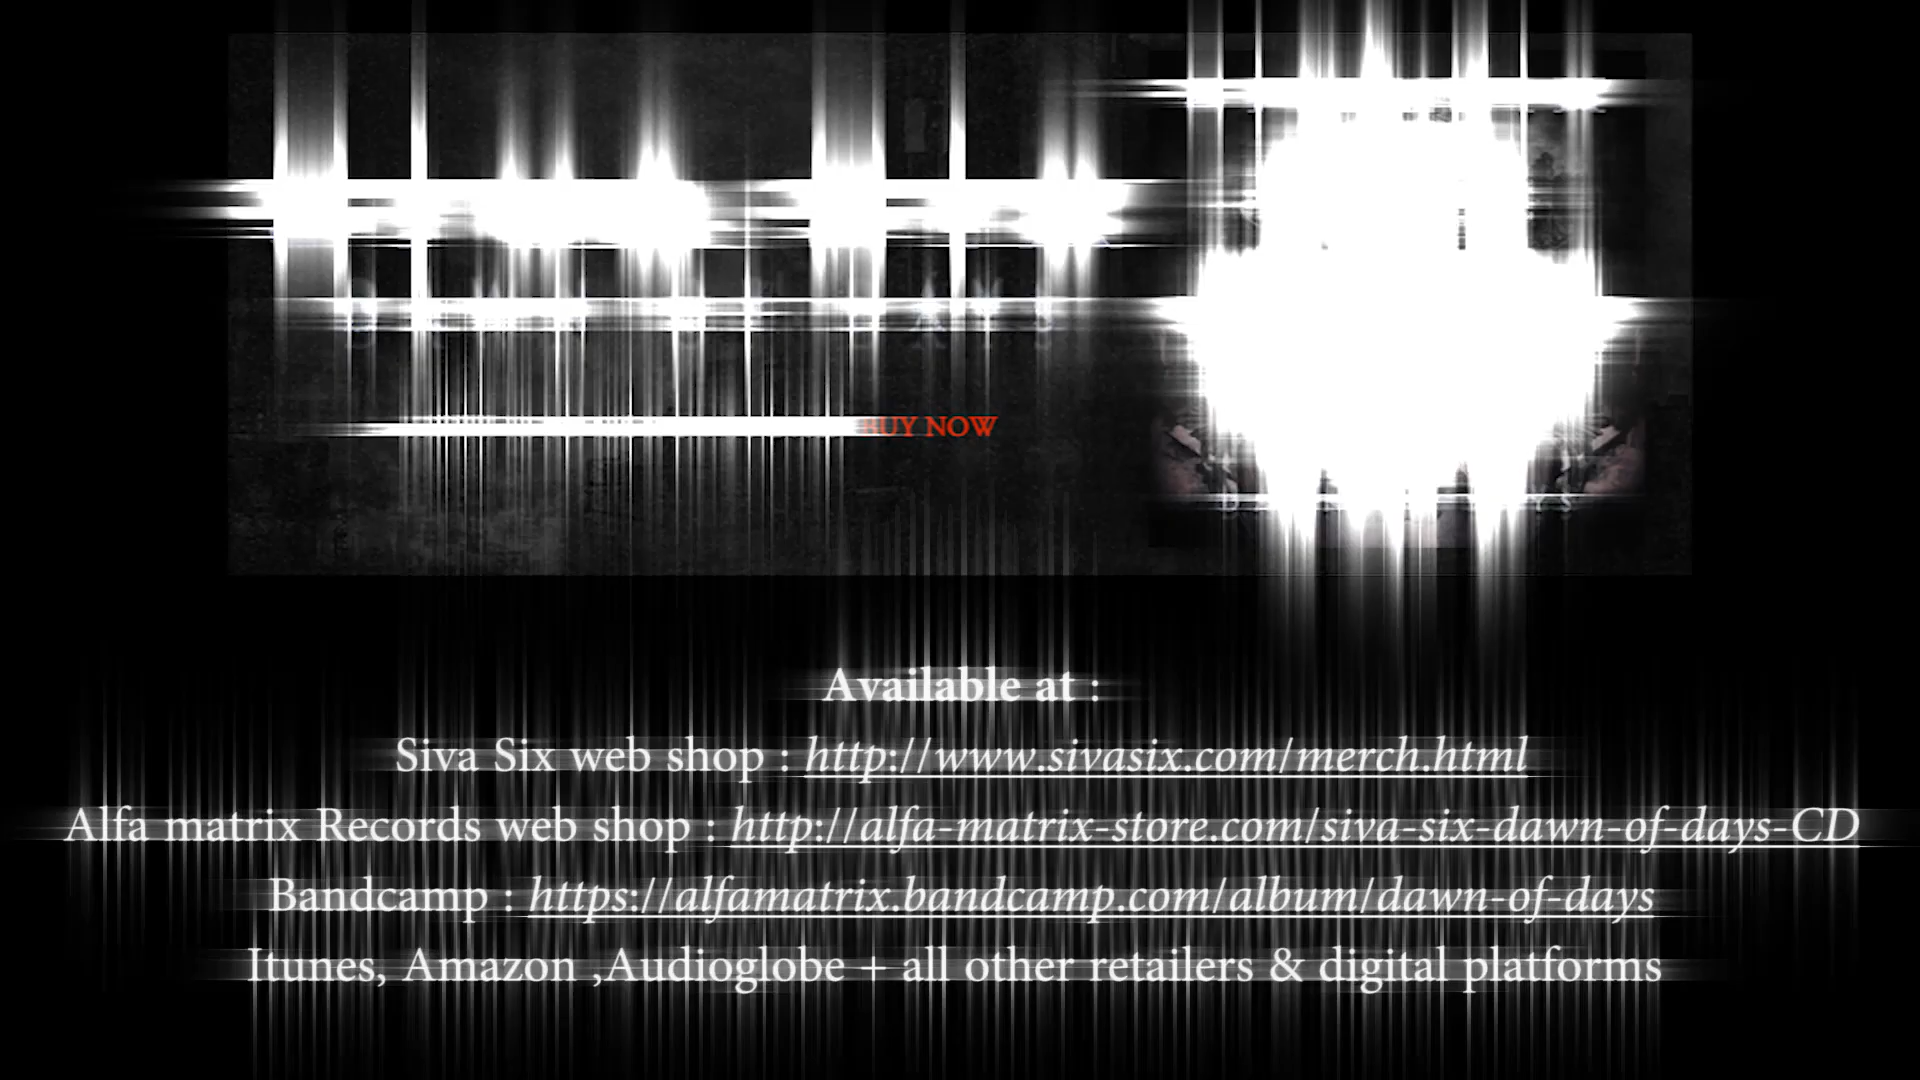 BUY NOW
Available at :
Siva Six web shop : http://www.sivasix.com/merch.html
Alfa matrix Records web shop : http://alfa-matrix-store.com/siva-six-dawn-of-days-CD
Bandcamp : https://alfamatrix.bandcamp.com/album/dawn-of-days
Itunes, Amazon ,Audioglobe + all other retailers & digital platforms